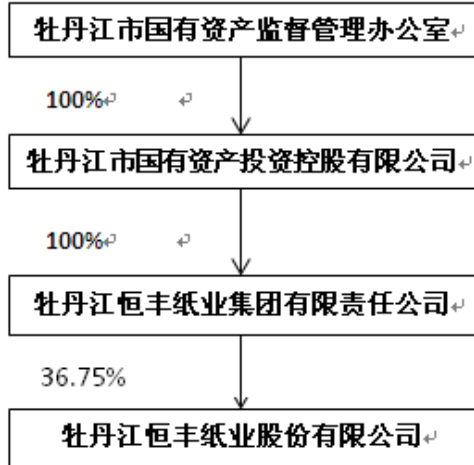 牡丹江市国有资产监督管理办公室
100%
牡丹江市国有资产投资控股有限公司
100%
牡丹江恒丰纸业集团有限责任公司
36.75%
牡丹江恒丰纸业股份有限公司